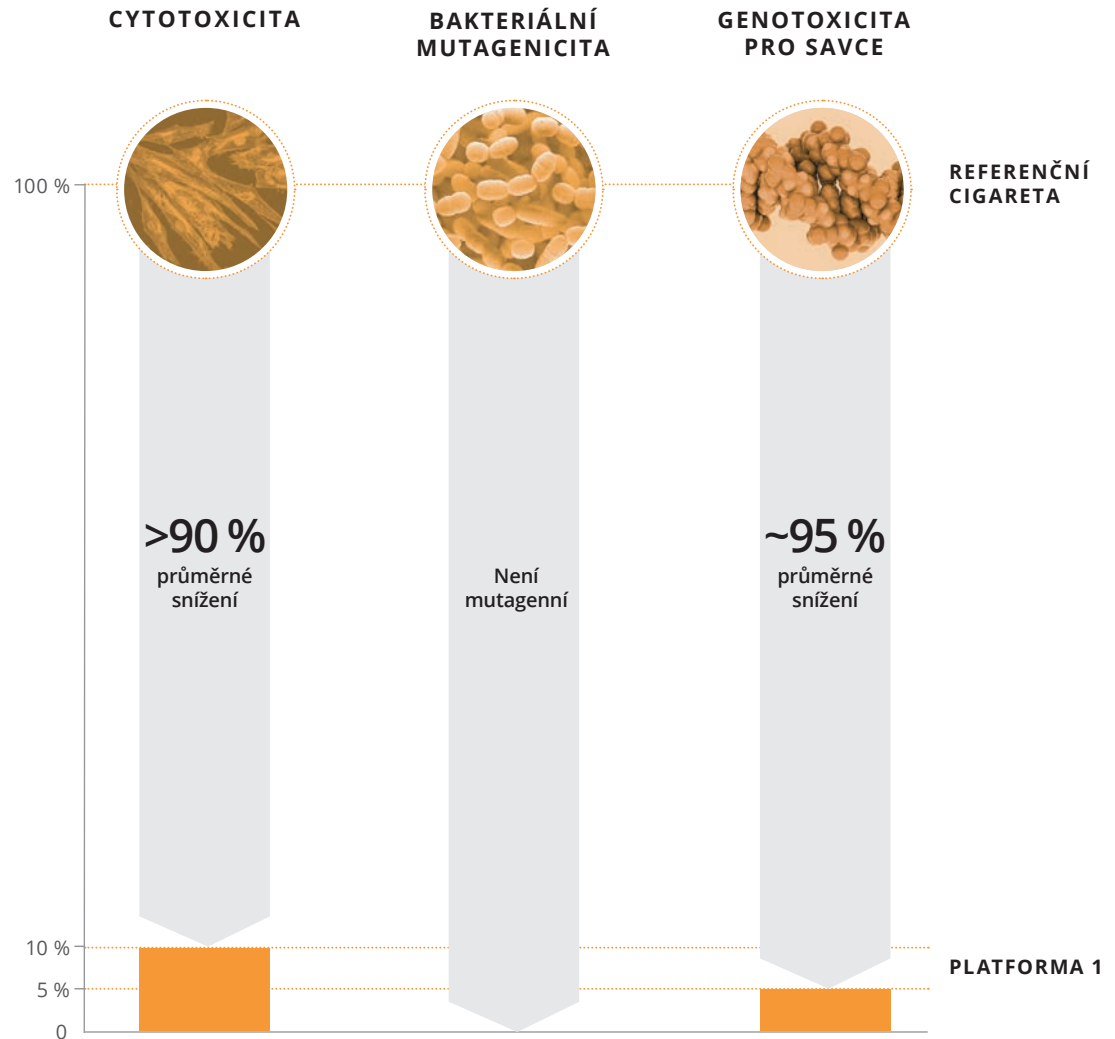 CYTOTOXICITA
BAKTERIÁLNÍ
MUTAGENICITA
GENOTOXICITA
PRO SAVCE
100 %
REFERENČNÍ
CIGARETA
>90 %
průměrné
snížení
Není
mutagenní
~95 %
průměrné
snížení
10 %
5 %
0
PLATFORMA 1